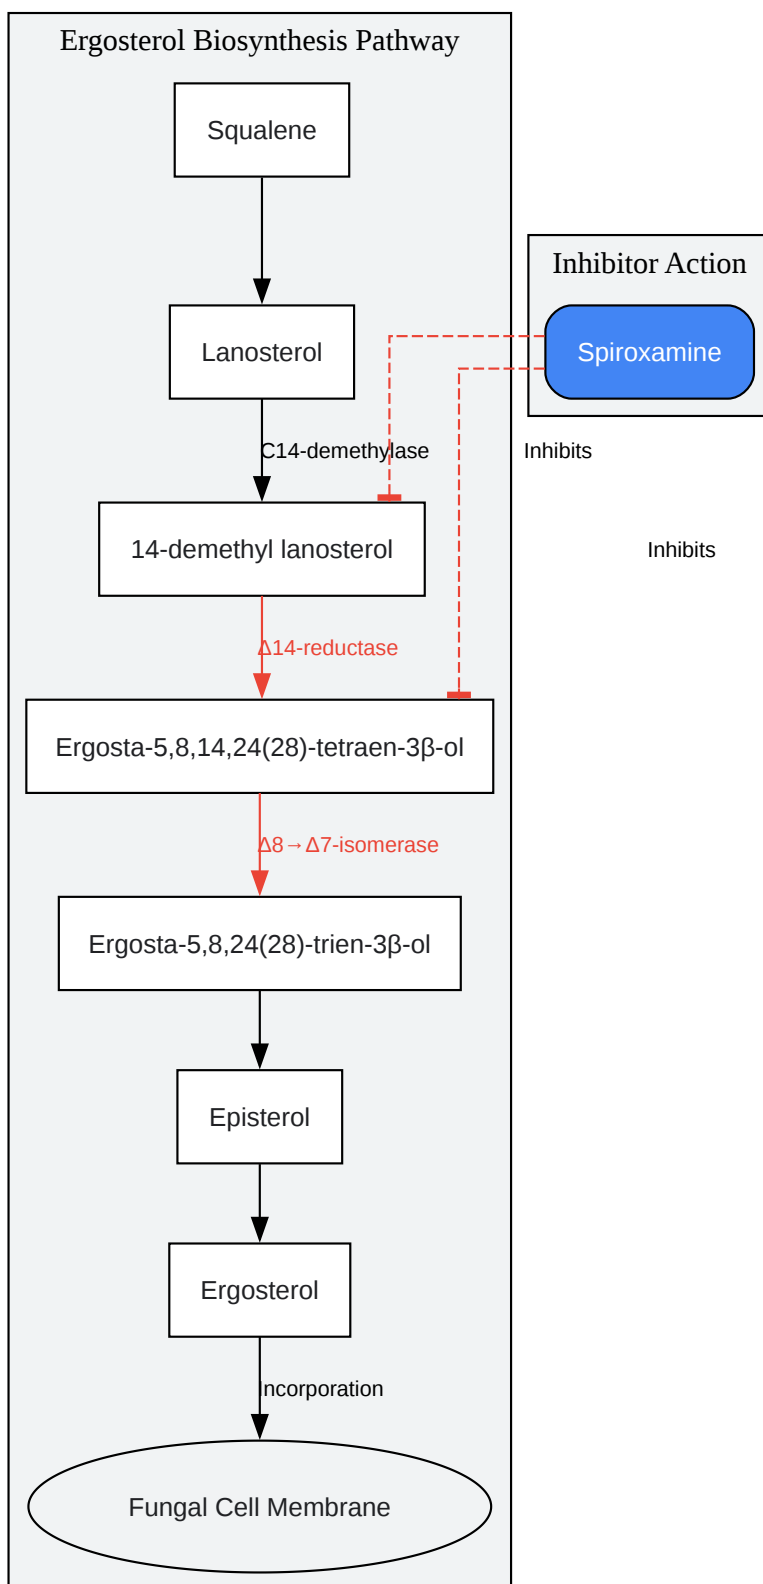 Ergosterol Biosynthesis Pathway
Squalene
Inhibitor Action
Lanosterol
Spiroxamine
C14-demethylase
Inhibits
14-demethyl lanosterol
Inhibits
Δ14-reductase
Ergosta-5,8,14,24(28)-tetraen-3β-ol
Δ8→Δ7-isomerase
Ergosta-5,8,24(28)-trien-3β-ol
Episterol
Ergosterol
Incorporation
Fungal Cell Membrane